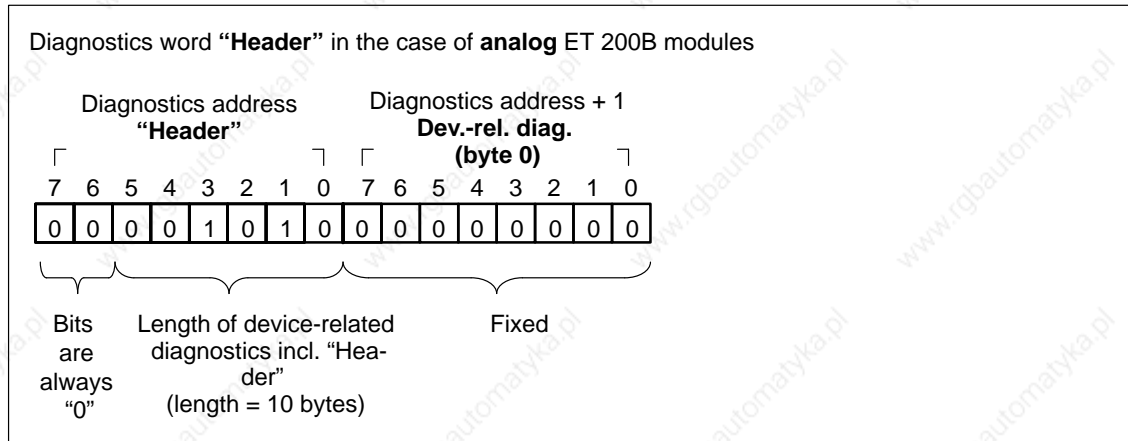 Diagnostics word “Header” in the case of analog ET 200B modules
Diagnostics address
“Header”
Diagnostics address + 1
Dev.-rel. diag.
(byte 0)
7 6 5 4 3 2 1 0 7 6 5 4 3 2 1 0
0 0 0 0 1 0 1 0 0 0 0 0 0 0 0 0
Bits
are
always
“0”
Length of device-related
diagnostics incl. “Hea-
der”
(length = 10 bytes)
Fixed
www.rgbautomatyka.pl